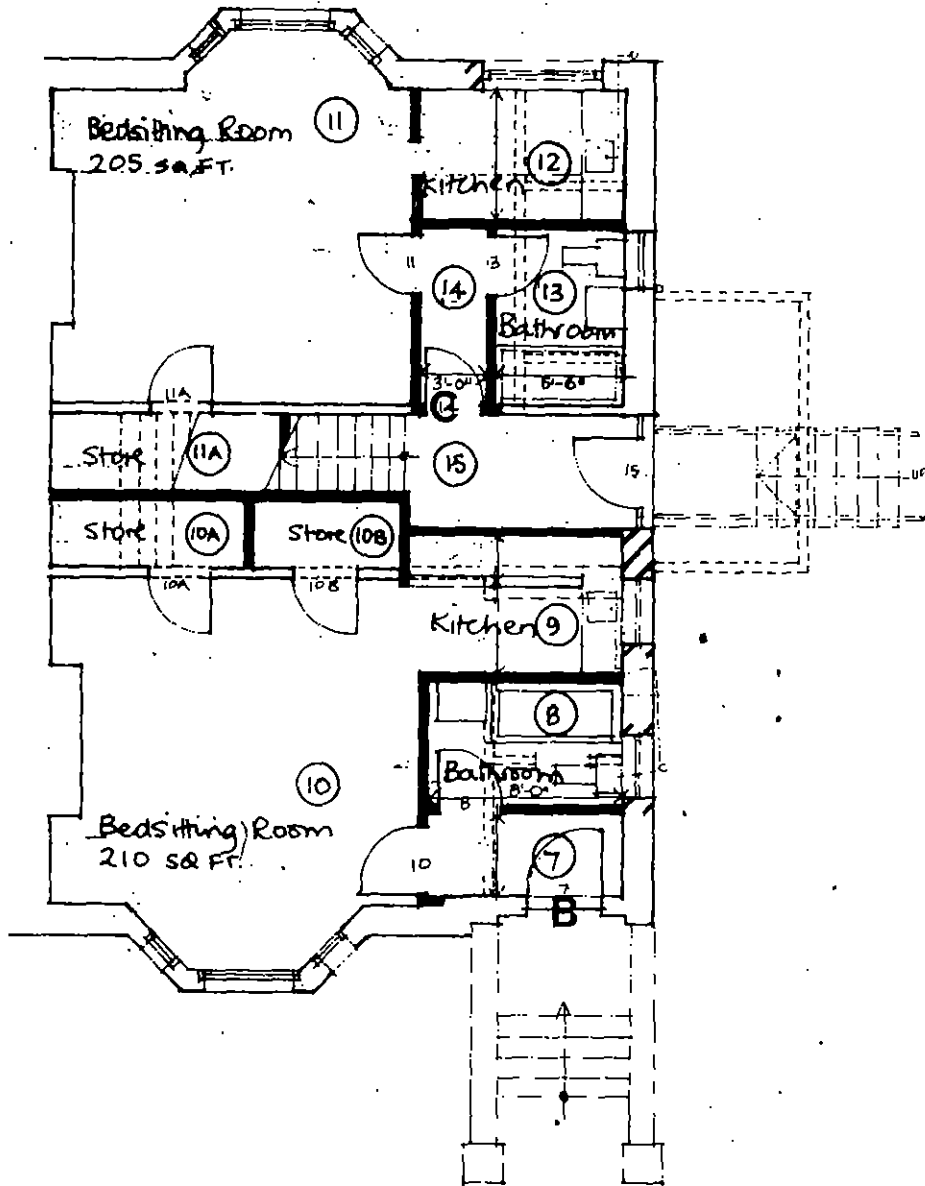 Bedsitting Room
205 SQ FT.
11
12
Kitchen
11
13
14
13
Bathroom
3'-0"
6'-6"
11A
C
Store
11A
15
15
UP
Store
10A
Store
10B
10A
10B
Kitchen
9
8
Bathroom
8'-0"
8
10
Bedsitting Room
210 SQ FT.
10
7
7
B